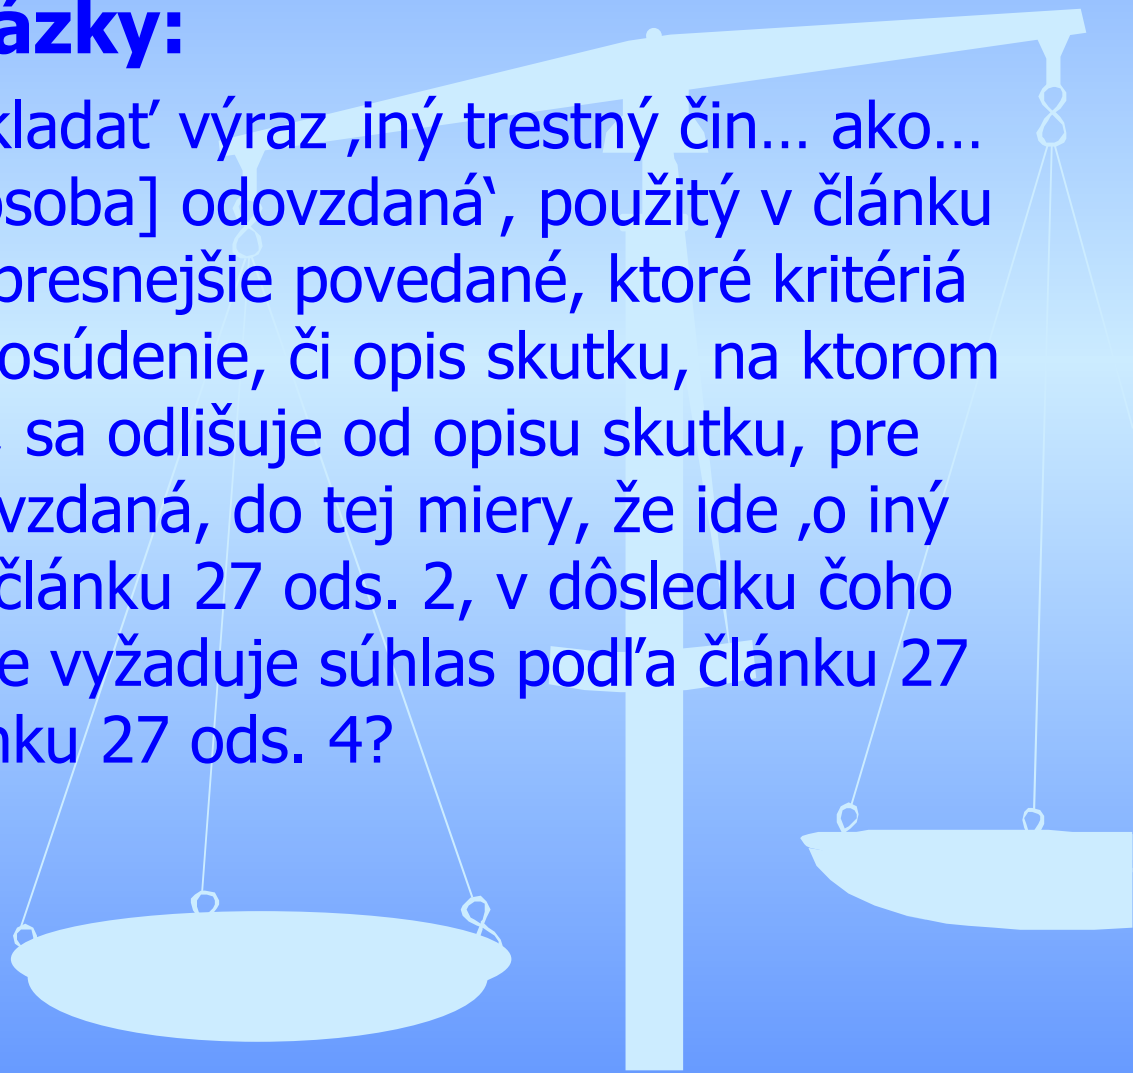 ázky:
kladať výraz ‚iný trestný čin… ako…
osoba] odovzdaná‘, použitý v článku
presnejšie povedané, ktoré kritériá
osúdenie, či opis skutku, na ktorom
sa odlišuje od opisu skutku, pre
vzdaná, do tej miery, že ide ‚o iný
článku 27 ods. 2, v dôsledku čoho
e vyžaduje súhlas podľa článku 27
nku 27 ods. 4?